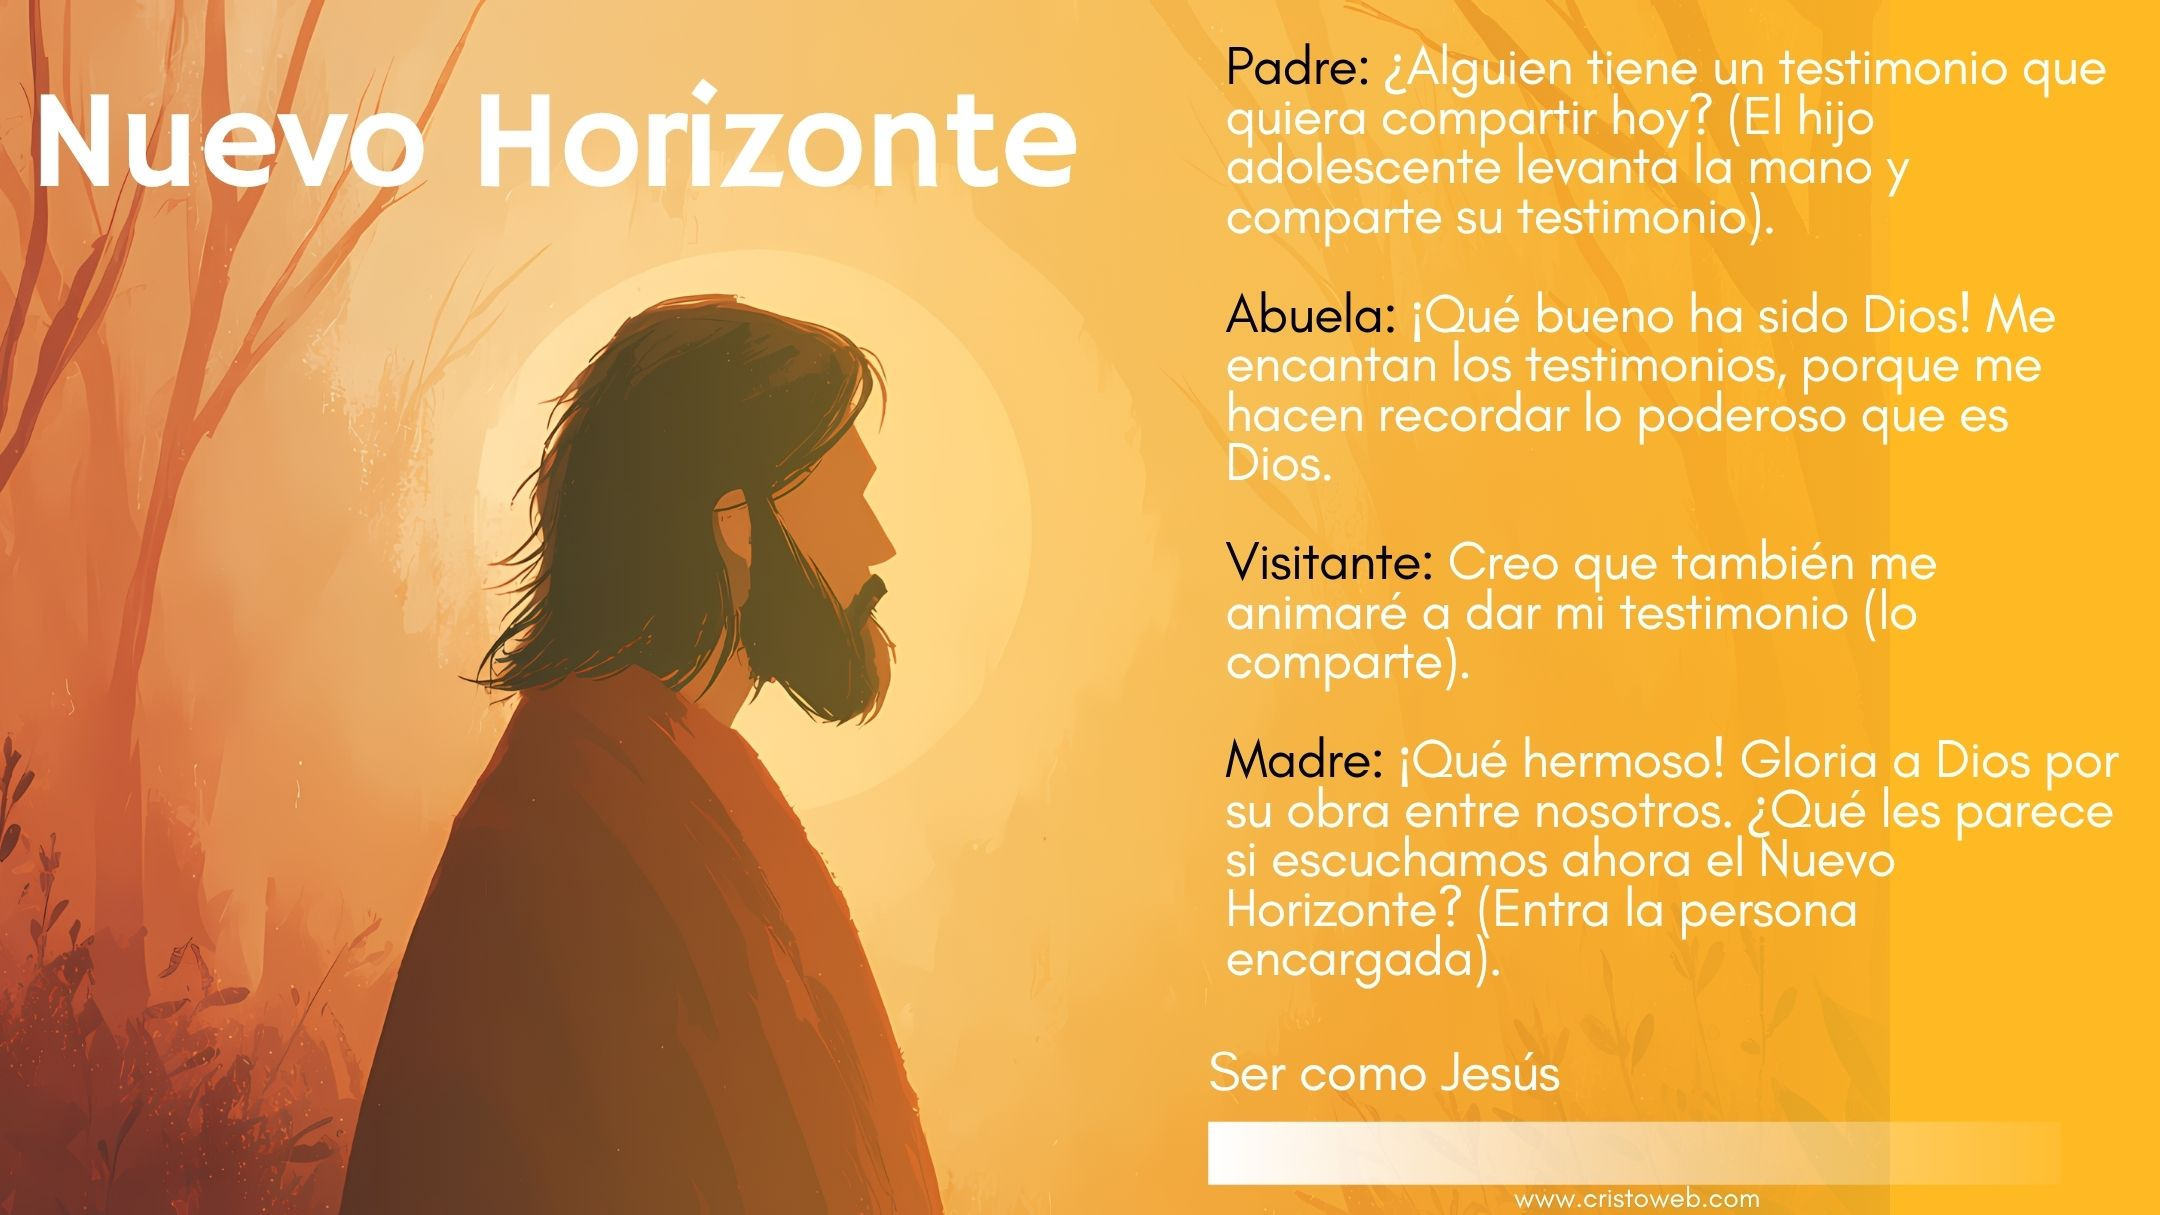 Nuevo Horizonte
Padre: ¿Alguien tiene un testimonio que
quiera compartir hoy? (El hijo
adolescente levanta la mano y
comparte su testimonio).
Abuela: ¡Qué bueno ha sido Dios! Me
encantan los testimonios, porque me
hacen recordar lo poderoso que es
Dios.
Visitante: Creo que también me
animaré a dar mi testimonio (lo
comparte).
Madre: ¡Qué hermoso! Gloria a Dios por
su obra entre nosotros. ¿Qué les parece
si escuchamos ahora el Nuevo
Horizonte? (Entra la persona
encargada).
Ser como Jesús
www.cristoweb.com